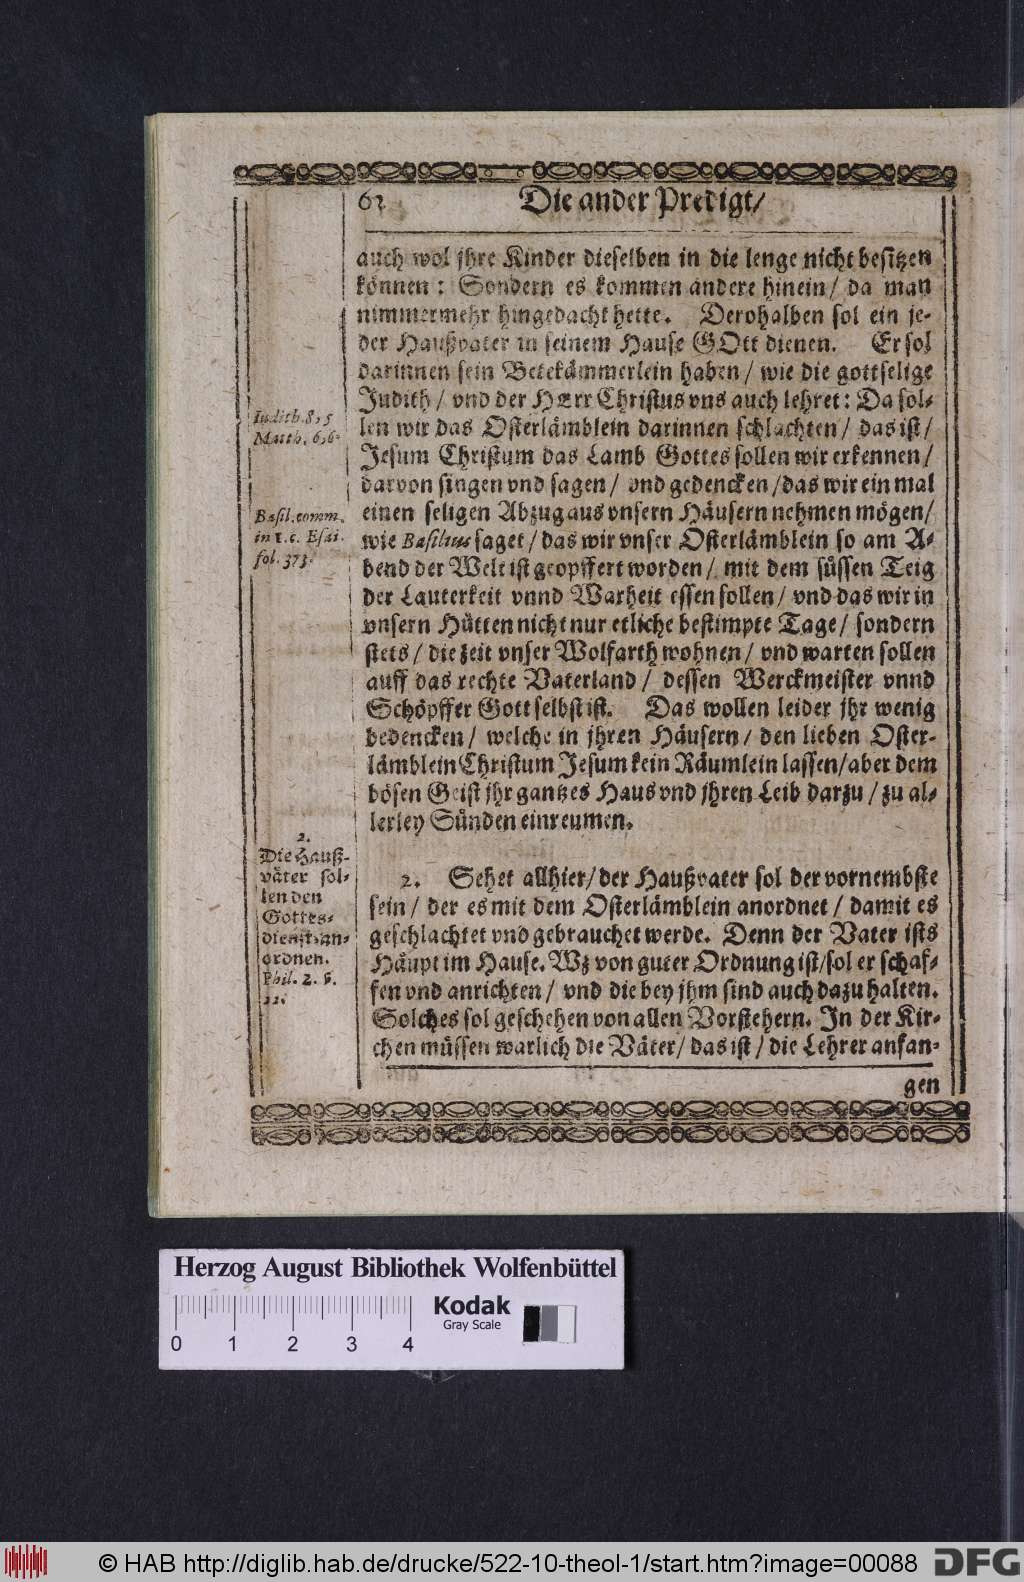 62
Die ander Predigt/
auch wol jhre Kinder dieselben in die lenge nicht besitzen
können: Sondern es kommen andere hinein/ da man
nimmermehr hingedacht hette. Derohalben sol ein je-
der Haußvater in seinem Hause GOtt dienen. Er sol
darinnen sein Betekämmerlein haben/ wie die gottselige
Judith/ vnd der HErr Christus vns auch lehret: Da sol-
len wir das Osterlämblein darinnen schlachten/ das ist/
Jesum Christum das Lamb Gottes sollen wir erkennen/
darvon singen vnd sagen/ vnd gedencken/ das wir ein mal
einen seligen Abzug aus vnsern Häusern nehmen mögen/
wie Basilius saget/ das wir vnser Osterlämblein so am A-
bend der Welt ist geopffert worden/ mit dem süssen Teig
der Lauterkeit vnnd Warheit essen sollen/ vnd das wir in
vnsern Hütten nicht nur etliche bestimpte Tage/ sondern
stets/ die zeit vnser Wolfarth wohnen/ vnd warten sollen
auff das rechte Vaterland/ dessen Werckmeister vnnd
Schöpffer Gott selbst ist. Das wollen leider jhr wenig
bedencken/ welche in jhren Häusern/ den lieben Oster-
lämblein Christum Jesum kein Räumlein lassen/ aber dem
bösen Geist jhr gantzes Haus vnd jhren Leib darzu/ zu al-
lerley Sünden einreumen.
2. Sehet allhier/ der Haußvater sol der vornembste
sein/ der es mit dem Osterlämblein anordnet/ damit es
geschlachtet vnd gebrauchet werde. Denn der Vater ists
Häupt im Hause. Wz von guter Ordnung ist/ sol er schaf-
fen vnd anrichten/ vnd die bey jhm sind auch dazu halten.
Solches sol geschehen von allen Vorstehern. In der Kir-
chen müssen warlich die Väter/ das ist/ die Lehrer anfan-
gen
Iudith. 8, 5
Matth. 6, 6.
Basil. comm.
in 1. c. Esai.
fol. 373.
2.
Die Hauß-
väter sol-
len den
Gottes-
dienst an-
ordnen.
Phil. 2. v.
12.
Herzog August Bibliothek Wolfenbüttel
Kodak
Gray Scale
0 1 2 3 4
© HAB http://diglib.hab.de/drucke/522-10-theol-1/start.htm?image=00088
DFG